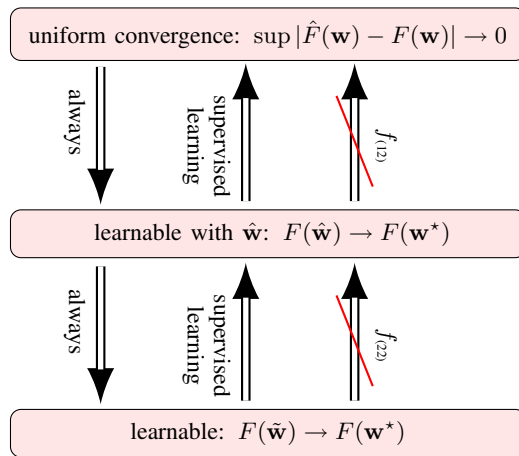 uniform convergence: sup |F̂(w) − F(w)| → 0
always
supervised
learning
f(12)
learnable with ŵ: F(ŵ) → F(w⋆)
always
supervised
learning
f(22)
learnable: F(w̃) → F(w⋆)